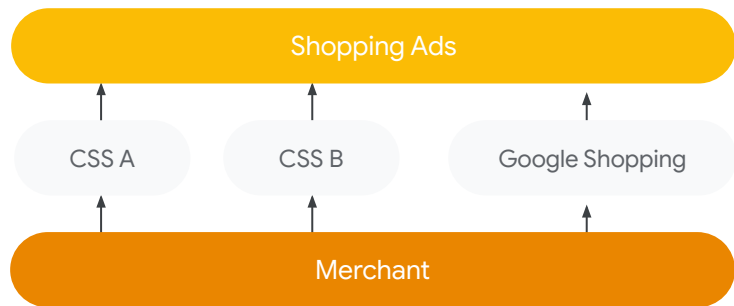 Shopping Ads
CSS A
CSS B
Google Shopping
Merchant